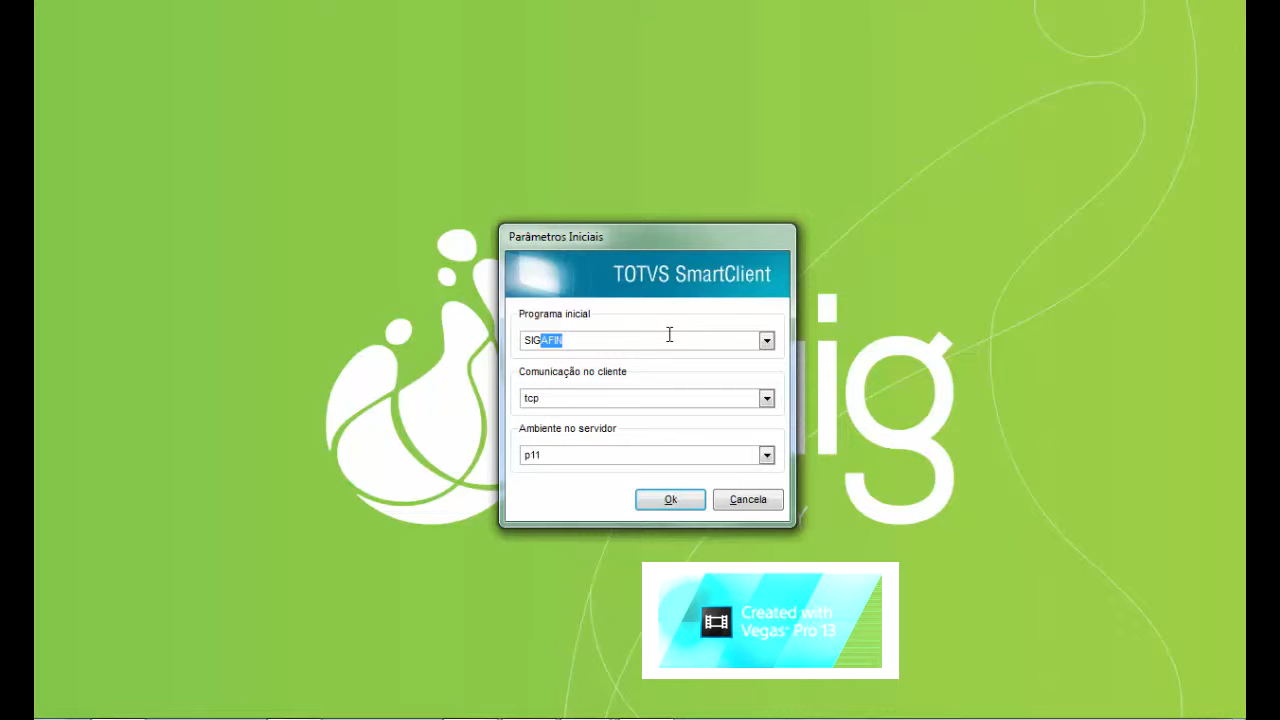 Parâmetros Iniciais
TOTVS SmartClient
Programa inicial
SIGAFIN
Comunicação no cliente
tcp
Ambiente no servidor
p11
Ok
Cancela
ig
Created with
Vegas® Pro 13